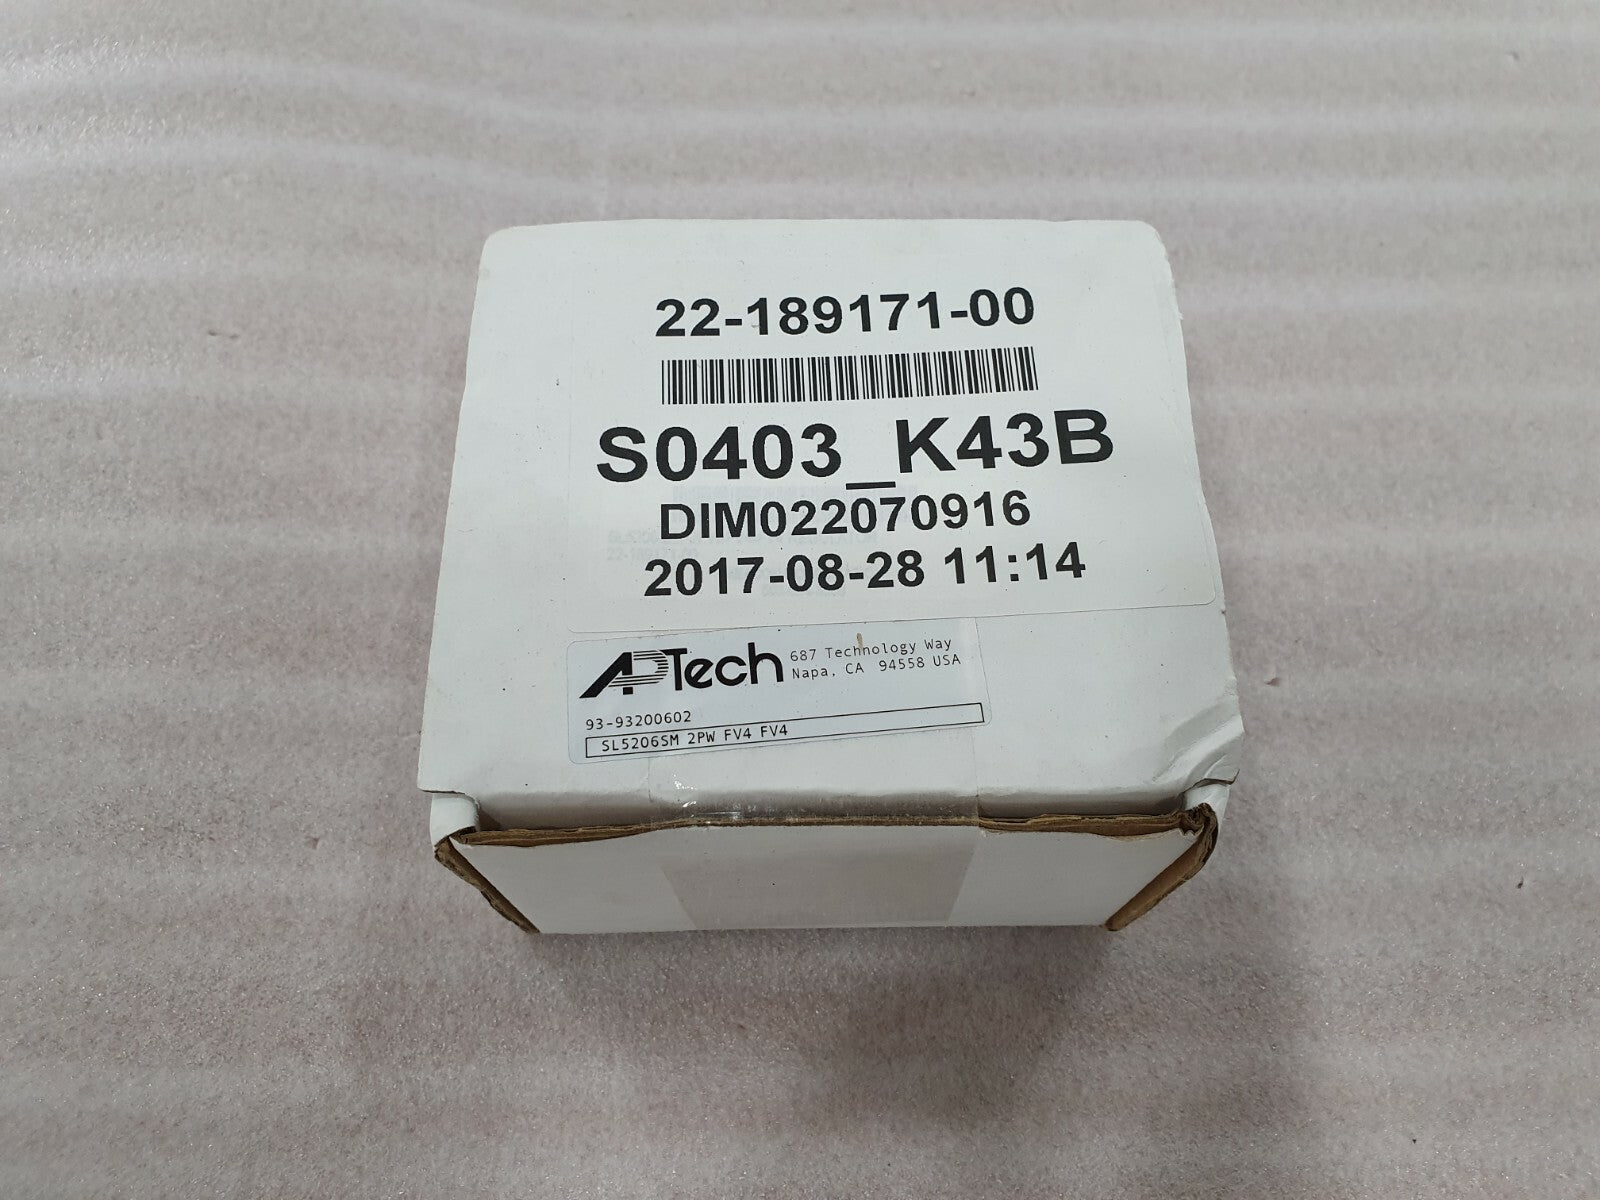 22-189171-00
S0403_K43B
DIM022070916
2017-08-28 11:14
APTech 687 Technology Way
Napa, CA 94558 USA
93-93200602
SL5206SM 2PW FV4 FV4